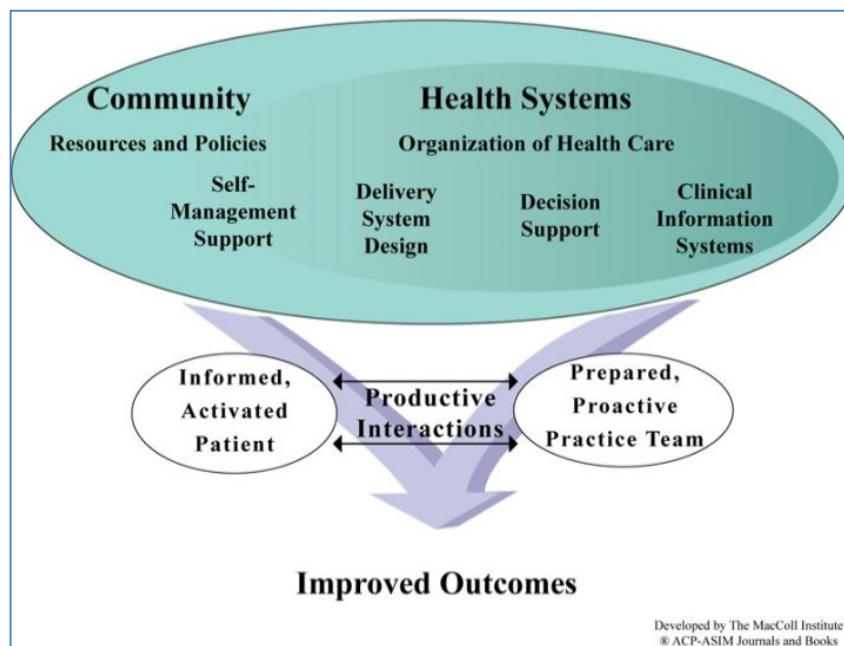 Community
Health Systems
Resources and Policies
Organization of Health Care
Self-
Management
Support
Delivery
System
Design
Decision
Support
Clinical
Information
Systems
Informed,
Activated
Patient
Productive
Interactions
Prepared,
Proactive
Practice Team
Improved Outcomes
Developed by The MacColl Institute
® ACP-ASIM Journals and Books